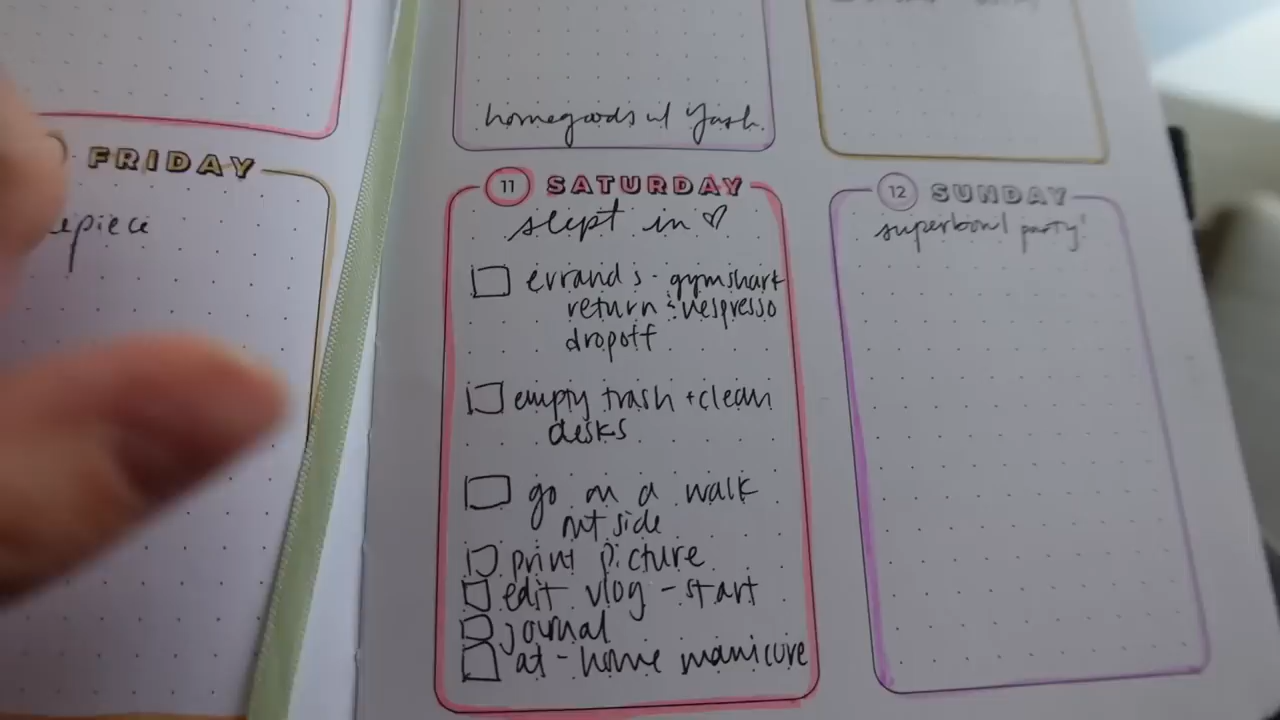 homegoods w/ Yash
FRIDAY
epiece
11 SATURDAY
slept in ♡
errands - gymshark
return & nespresso
dropoff
empty trash + clean
desks
go on a walk
outside
print picture
edit vlog - start
journal
at-home manicure
12 SUNDAY
superbowl party!